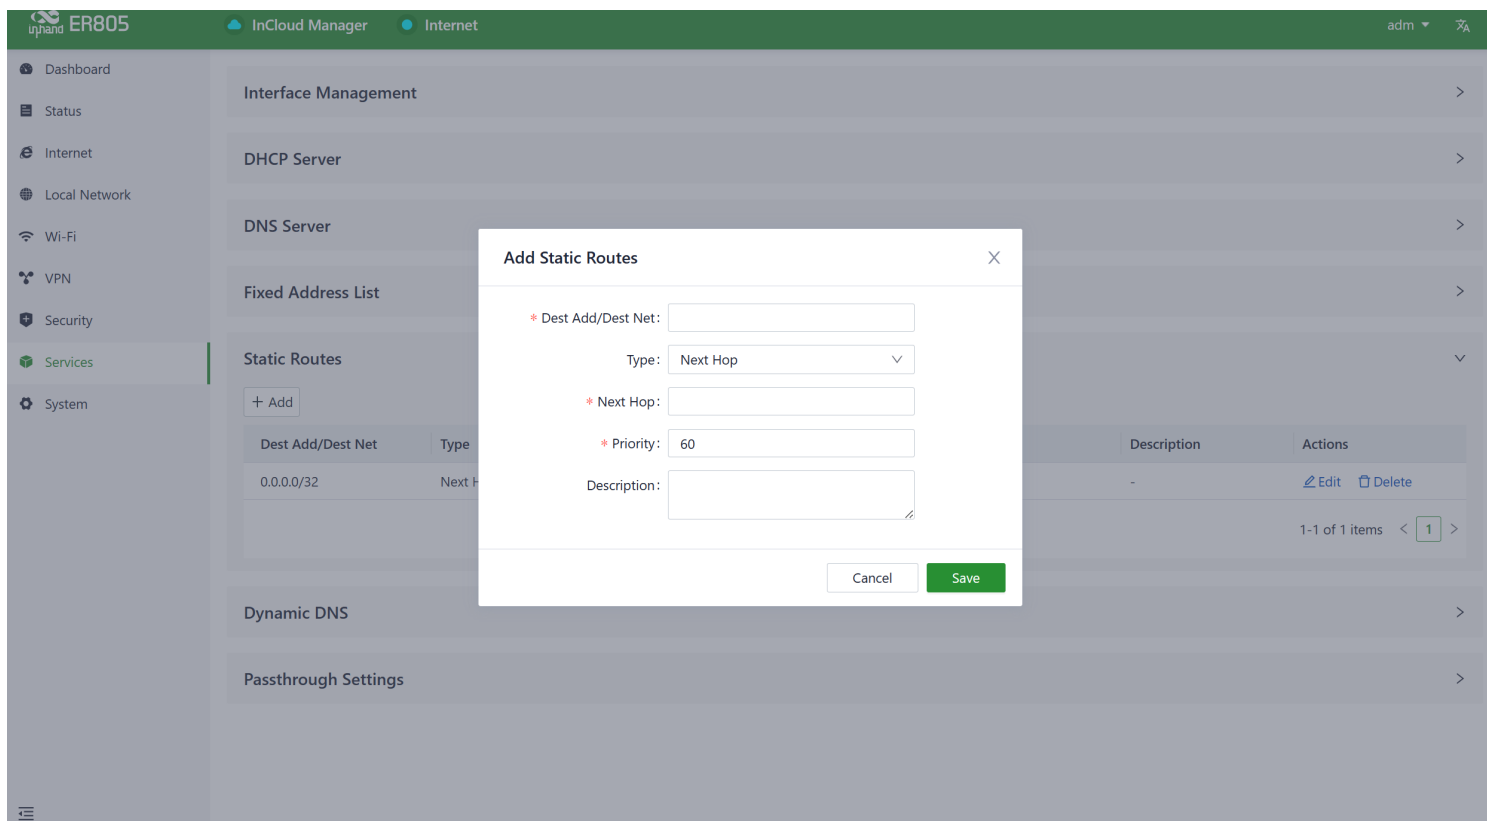 inhand ER805
InCloud Manager
Internet
adm
Dashboard
Status
Internet
Local Network
Wi-Fi
VPN
Security
Services
System
Interface Management
DHCP Server
DNS Server
Fixed Address List
Static Routes
+ Add
Dest Add/Dest Net Type Description Actions
0.0.0.0/32 Next H - Edit Delete
1-1 of 1 items < 1 >
Dynamic DNS
Passthrough Settings
Add Static Routes
* Dest Add/Dest Net:
Type: Next Hop
* Next Hop:
* Priority: 60
Description:
Cancel Save